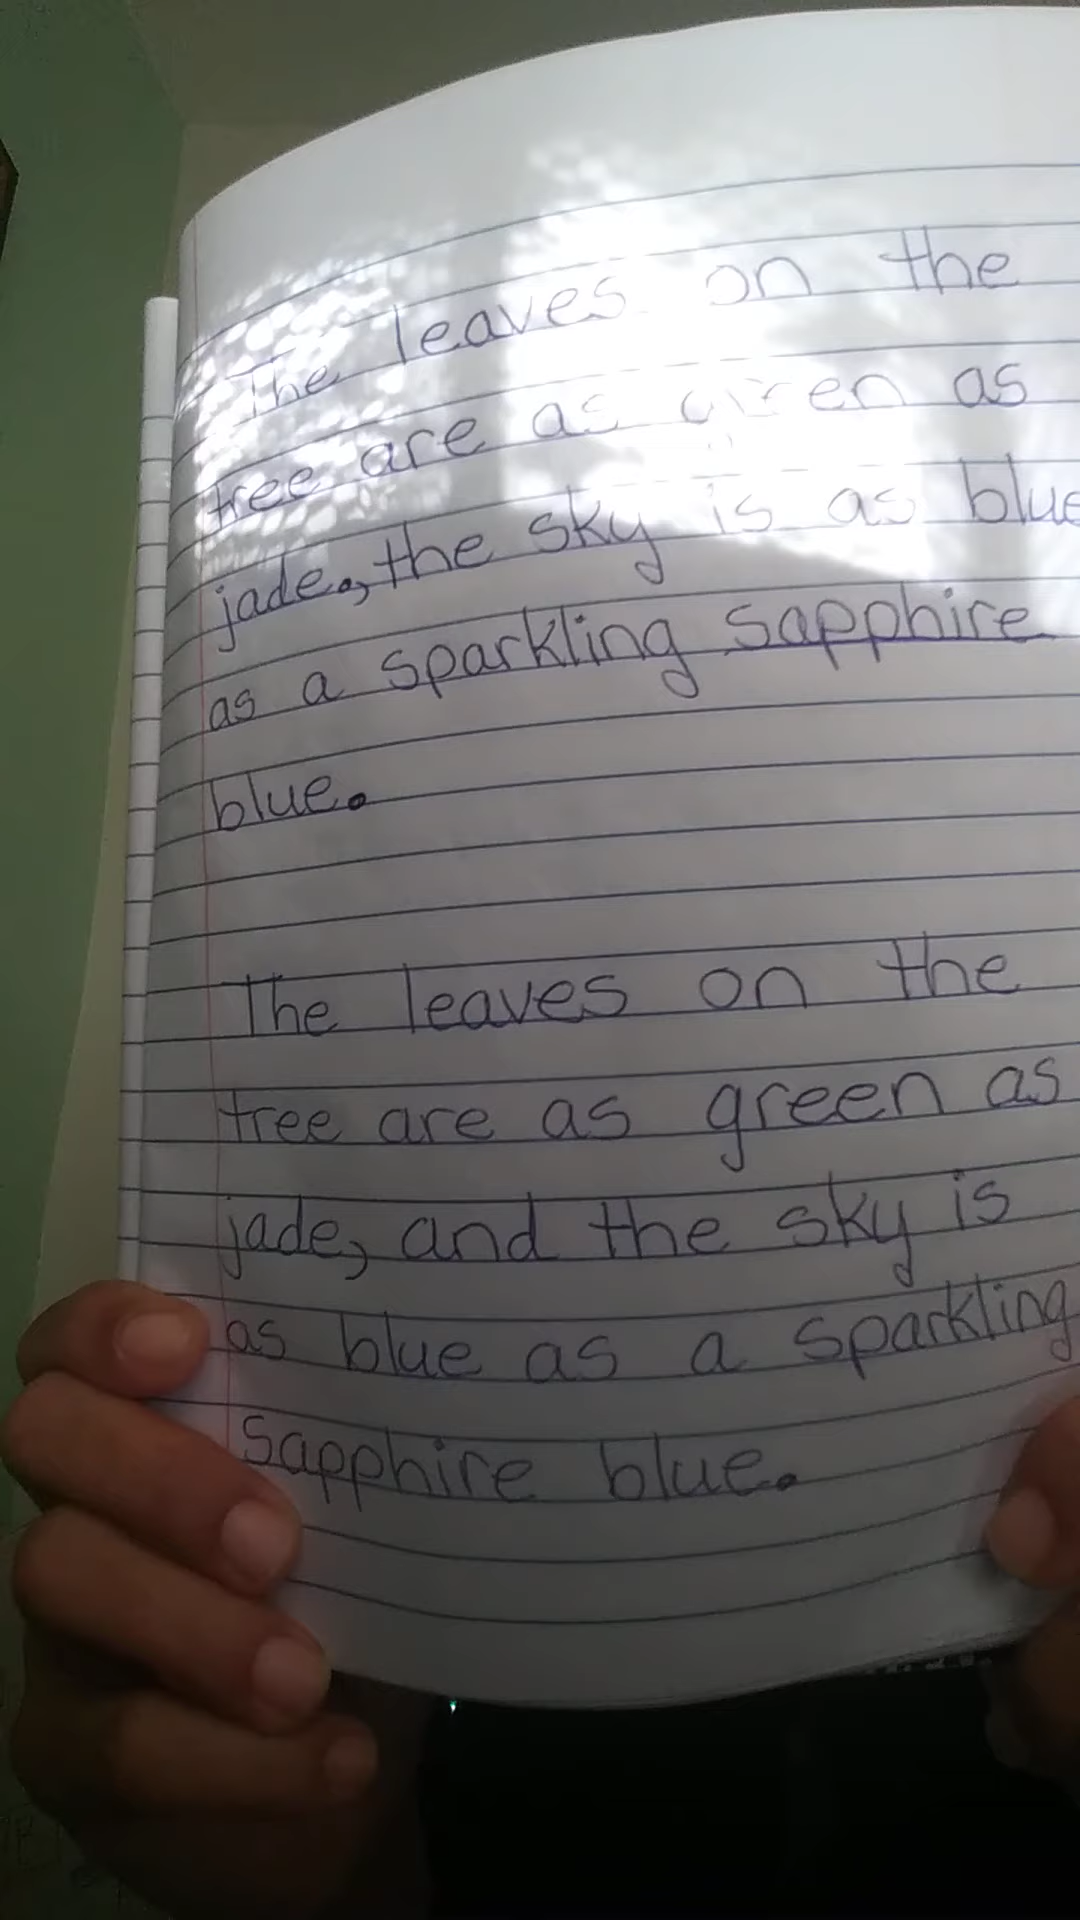 The leaves on the
tree are as green as
jade., the sky is as blue
as a sparkling sapphire
blue.
The leaves on the
tree are as green as
jade, and the sky is
as blue as a sparkling
sapphire blue.